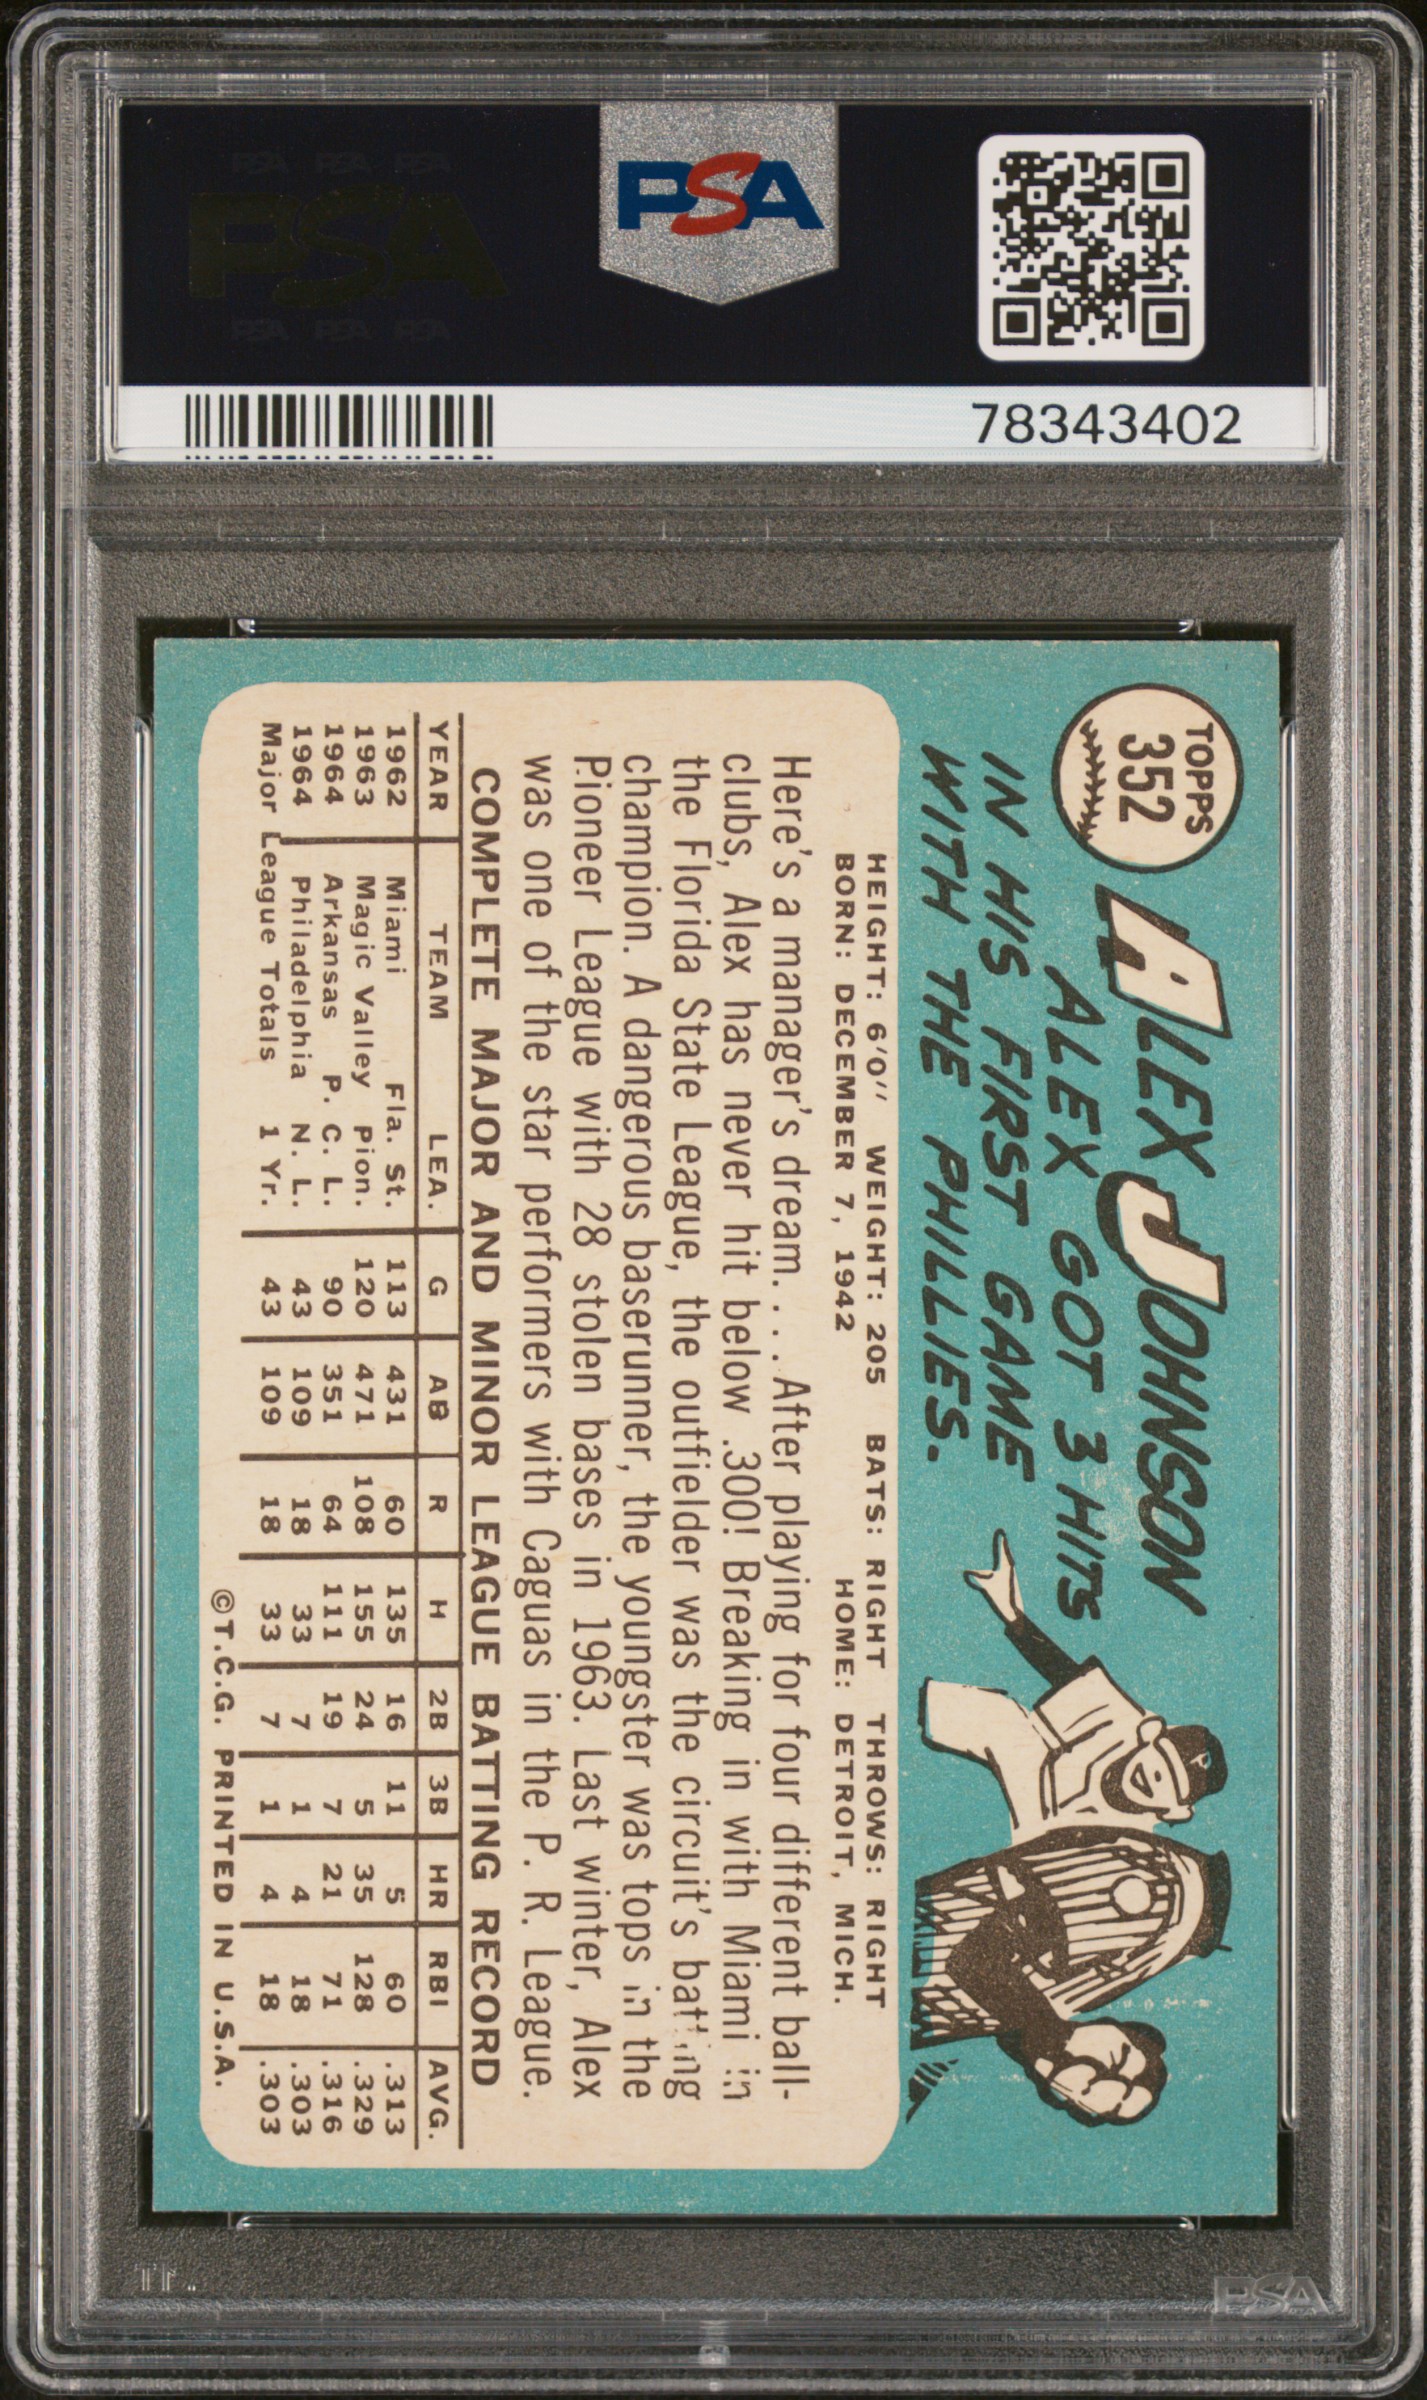 PSA PSA PSA
PSA
PSA PSA PSA
PSA
78343402
TOPPS
352
ALEX JOHNSON
ALEX GOT 3 HITS
IN HIS FIRST GAME
WITH THE PHILLIES.
P
HEIGHT: 6'0" WEIGHT: 205 BATS: RIGHT THROWS: RIGHT
BORN: DECEMBER 7, 1942 HOME: DETROIT, MICH.
Here's a manager's dream. . . . After playing for four different ball-
clubs, Alex has never hit below .300! Breaking in with Miami in
the Florida State League, the outfielder was the circuit's batting
champion. A dangerous baserunner, the youngster was tops in the
Pioneer League with 28 stolen bases in 1963. Last winter, Alex
was one of the star performers with Caguas in the P. R. League.
COMPLETE MAJOR AND MINOR LEAGUE BATTING RECORD
YEAR TEAM LEA. G AB R H 2B 3B HR RBI AVG.
1962 Miami Fla. St. 113 431 60 135 16 11 5 60 .313
1963 Magic Valley Pion. 120 471 108 155 24 5 35 128 .329
1964 Arkansas P. C. L. 90 351 64 111 19 7 21 71 .316
1964 Philadelphia N. L. 43 109 18 33 7 1 4 18 .303
Major League Totals 1 Yr. 43 109 18 33 7 1 4 18 .303
©T.C.G. PRINTED IN U.S.A.
PSA